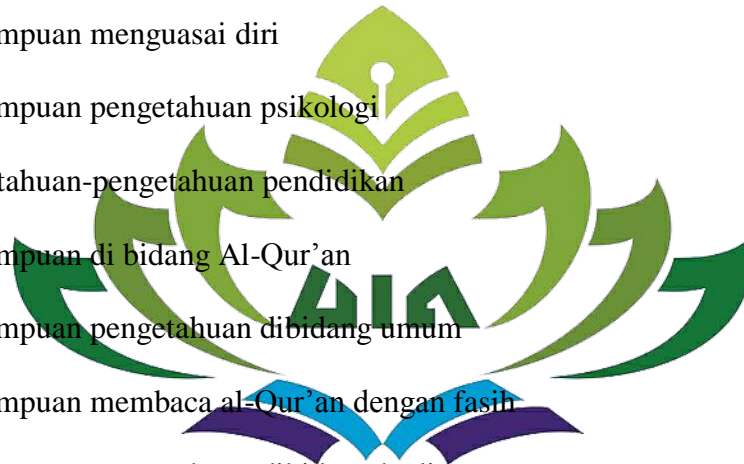 mpuan menguasai diri
mpuan pengetahuan psikologi
tahuan-pengetahuan pendidikan
mpuan di bidang Al-Qur’an
UIN
mpuan pengetahuan dibidang umum
mpuan membaca al-Qur’an dengan fasih